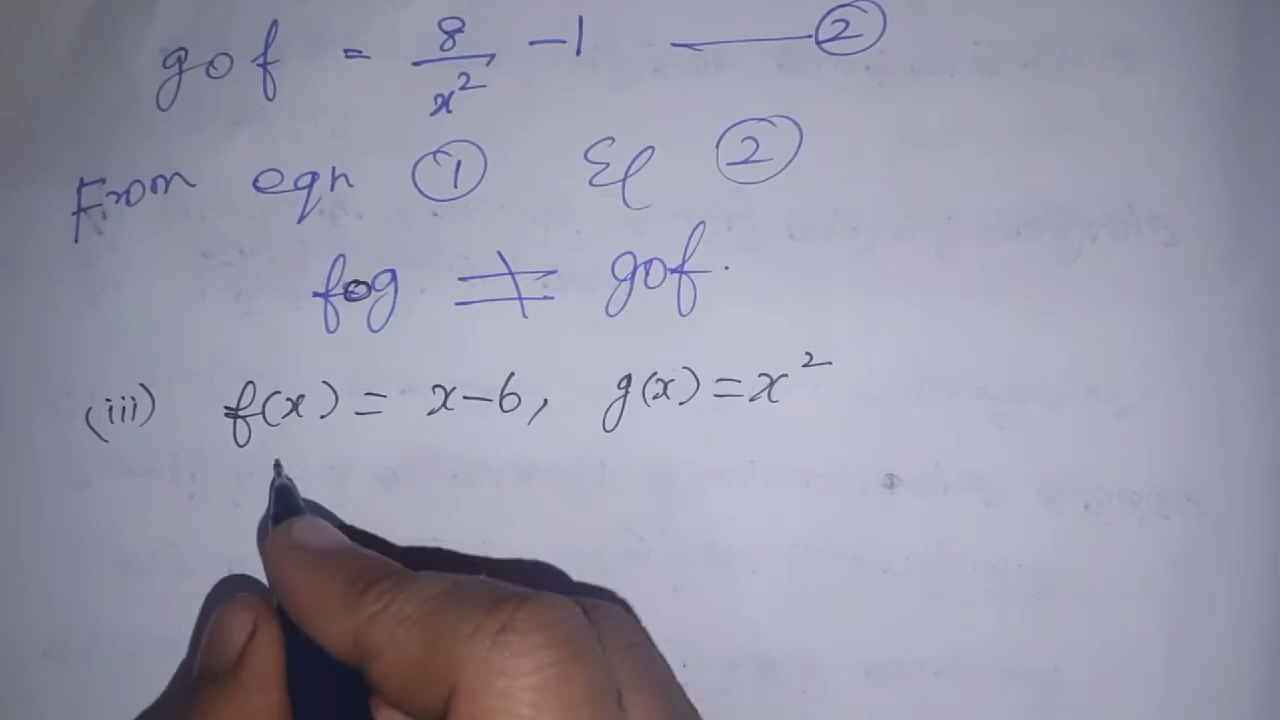 gof = 8/x² -1 —— ②
From eqn ① & ②
fog ≠ gof.
(iii) f(x) = x-6, g(x) = x²